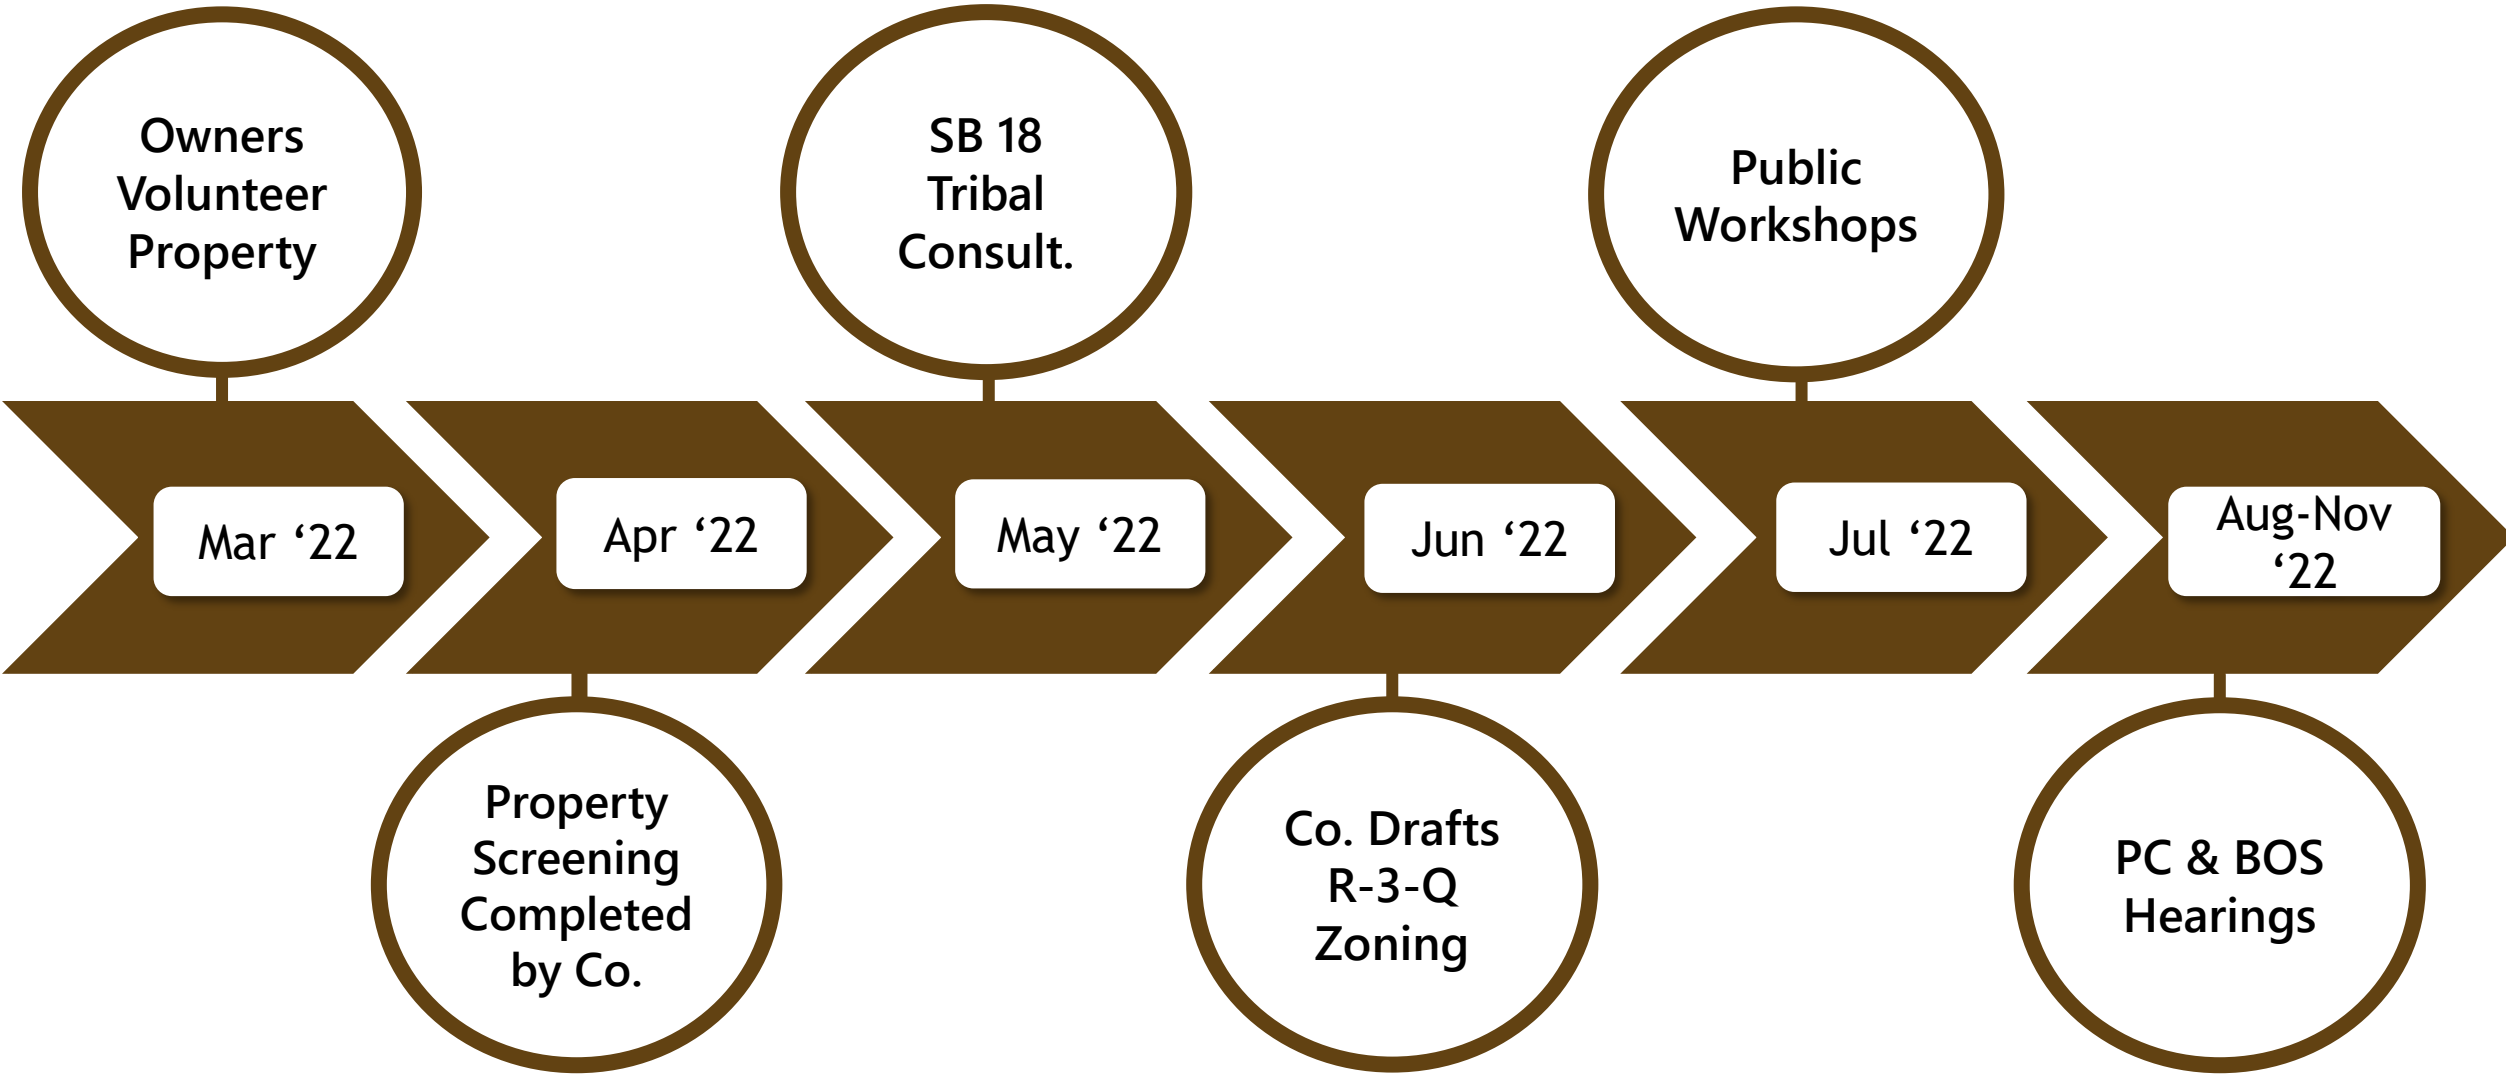 Owners
Volunteer
Property
SB 18
Tribal
Consult.
Public
Workshops
Mar ‘22
Apr ‘22
May ‘22
Jun ‘22
Jul ‘22
Aug-Nov
‘22
Property
Screening
Completed
by Co.
Co. Drafts
R-3-Q
Zoning
PC & BOS
Hearings